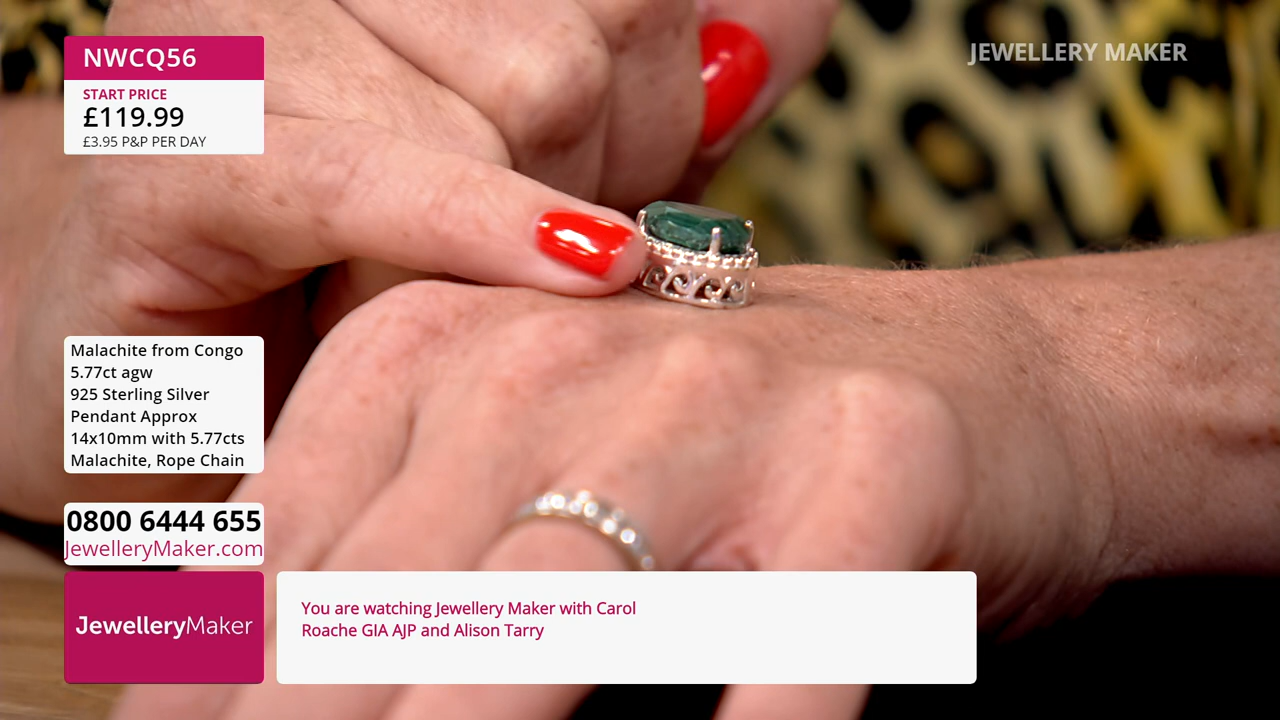 NWCQ56
START PRICE
£119.99
£3.95 P&P PER DAY
JEWELLERY MAKER
Malachite from Congo
5.77ct agw
925 Sterling Silver
Pendant Approx
14x10mm with 5.77cts
Malachite, Rope Chain
0800 6444 655
JewelleryMaker.com
JewelleryMaker
You are watching Jewellery Maker with Carol
Roache GIA AJP and Alison Tarry